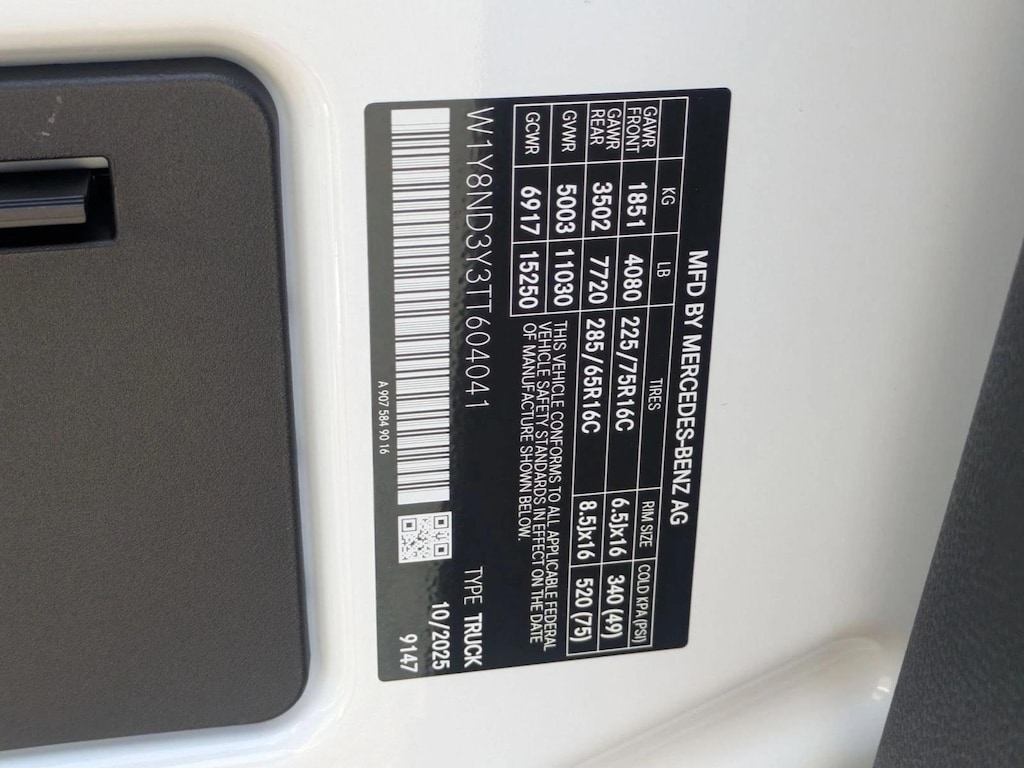 MFD BY MERCEDES-BENZ AG
KG LB TIRES RIM SIZE COLD KPA(PSI)
GAWR FRONT 1851 4080 225/75R16C 6.5Jx16 340 (49)
GAWR REAR 3502 7720 285/65R16C 8.5Jx16 520 (75)
GVWR 5003 11030
GCWR 6917 15250
THIS VEHICLE CONFORMS TO ALL APPLICABLE FEDERAL
VEHICLE SAFETY STANDARDS IN EFFECT ON THE DATE
OF MANUFACTURE SHOWN BELOW.
W1Y8ND3Y3TT604041 TYPE TRUCK
10/2025
9147
A 907 584 90 16